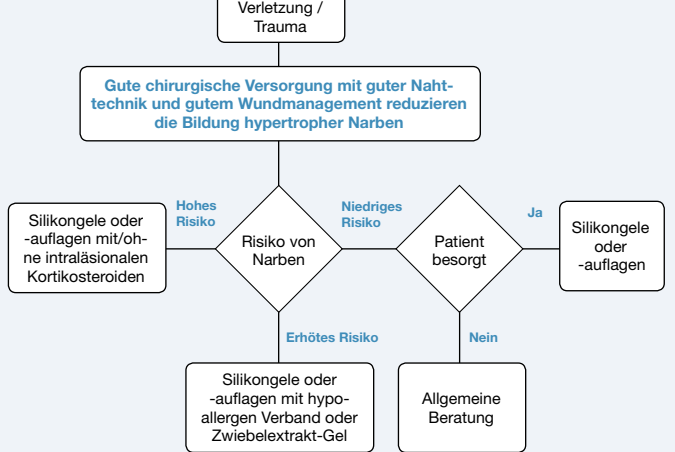 Verletzung /
Trauma
Gute chirurgische Versorgung mit guter Naht-
technik und gutem Wundmanagement reduzieren
die Bildung hypertropher Narben
Hohes
Risiko
Niedriges
Risiko
Ja
Silikongele oder
-auflagen mit/oh-
ne intraläsionalen
Kortikosteroiden
Risiko von
Narben
Patient
besorgt
Silikongele
oder
-auflagen
Erhötes Risiko
Nein
Silikongele oder
-auflagen mit hypo-
allergen Verband oder
Zwiebelextrakt-Gel
Allgemeine
Beratung